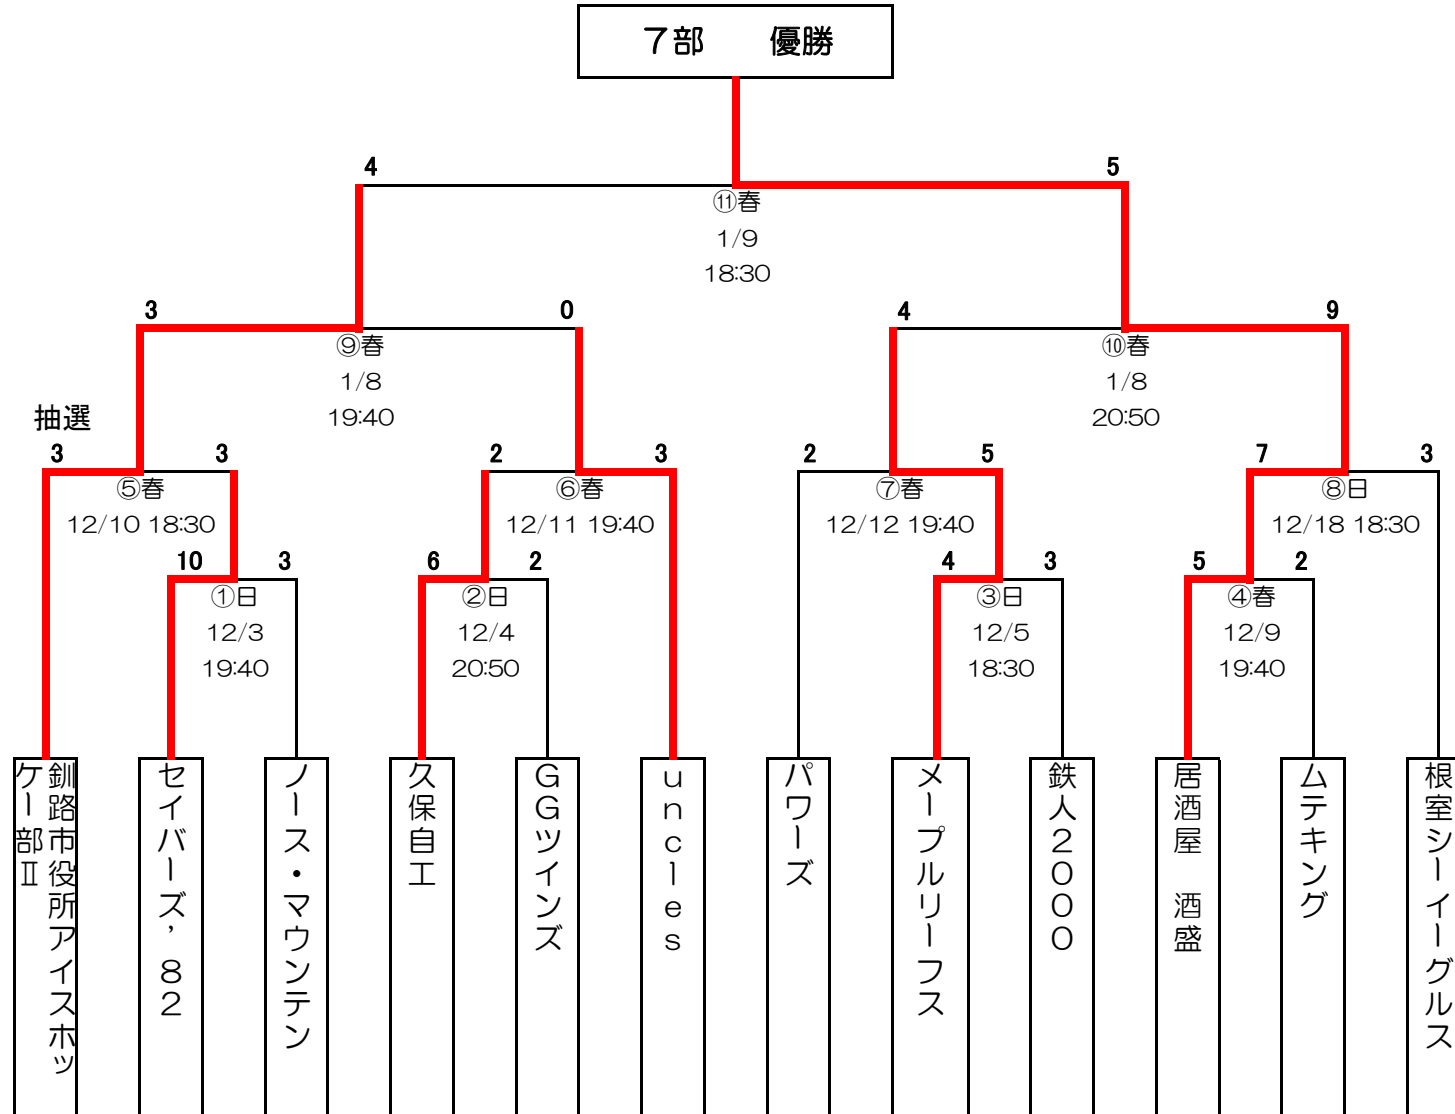 ７部　　優勝
4
5
⑪春
1/9
18:30
3
0
4
9
⑨春
1/8
19:40
⑩春
1/8
20:50
抽選
3
3
2
3
2
5
7
3
⑤春
12/10 18:30
⑥春
12/11 19:40
⑦春
12/12 19:40
⑧日
12/18 18:30
10
3
6
2
4
3
5
2
①日
12/3
19:40
②日
12/4
20:50
③日
12/5
18:30
④春
12/9
19:40
釧路市役所アイスホッ
ケー部Ⅱ
セイバーズ’８２
ノース・マウンテン
久保自工
ＧＧツインズ
ｕｎｃｌｅｓ
パワーズ
メープルリーフス
鉄人２０００
居酒屋　酒盛
ムテキング
根室シーイーグルス